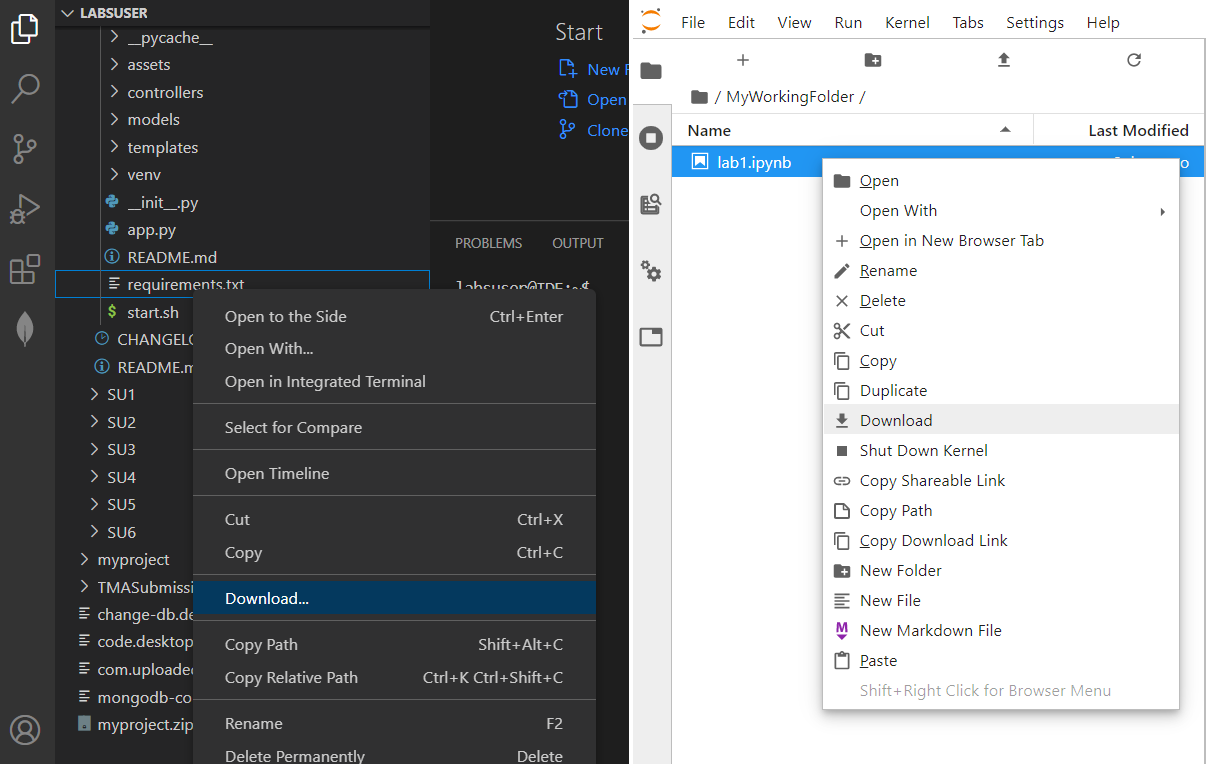 LABSUSER
__pycache__
assets
controllers
models
templates
venv
__init__.py
app.py
README.md
requirements.txt
start.sh
CHANGELO
README.m
SU1
SU2
SU3
SU4
SU5
SU6
myproject
TMASubmissi
change-db.de
code.desktop
com.uploaded
mongodb-co
myproject.zip
Start
New F
Open
Clone
PROBLEMS OUTPUT
labsuser@IDE:~$
Open to the Side Ctrl+Enter
Open With...
Open in Integrated Terminal
Select for Compare
Open Timeline
Cut Ctrl+X
Copy Ctrl+C
Download...
Copy Path Shift+Alt+C
Copy Relative Path Ctrl+K Ctrl+Shift+C
Rename F2
Delete Permanently Delete
File Edit View Run Kernel Tabs Settings Help
/ MyWorkingFolder /
Name Last Modified
lab1.ipynb
Open
Open With
Open in New Browser Tab
Rename
Delete
Cut
Copy
Duplicate
Download
Shut Down Kernel
Copy Shareable Link
Copy Path
Copy Download Link
New Folder
New File
New Markdown File
Paste
Shift+Right Click for Browser Menu